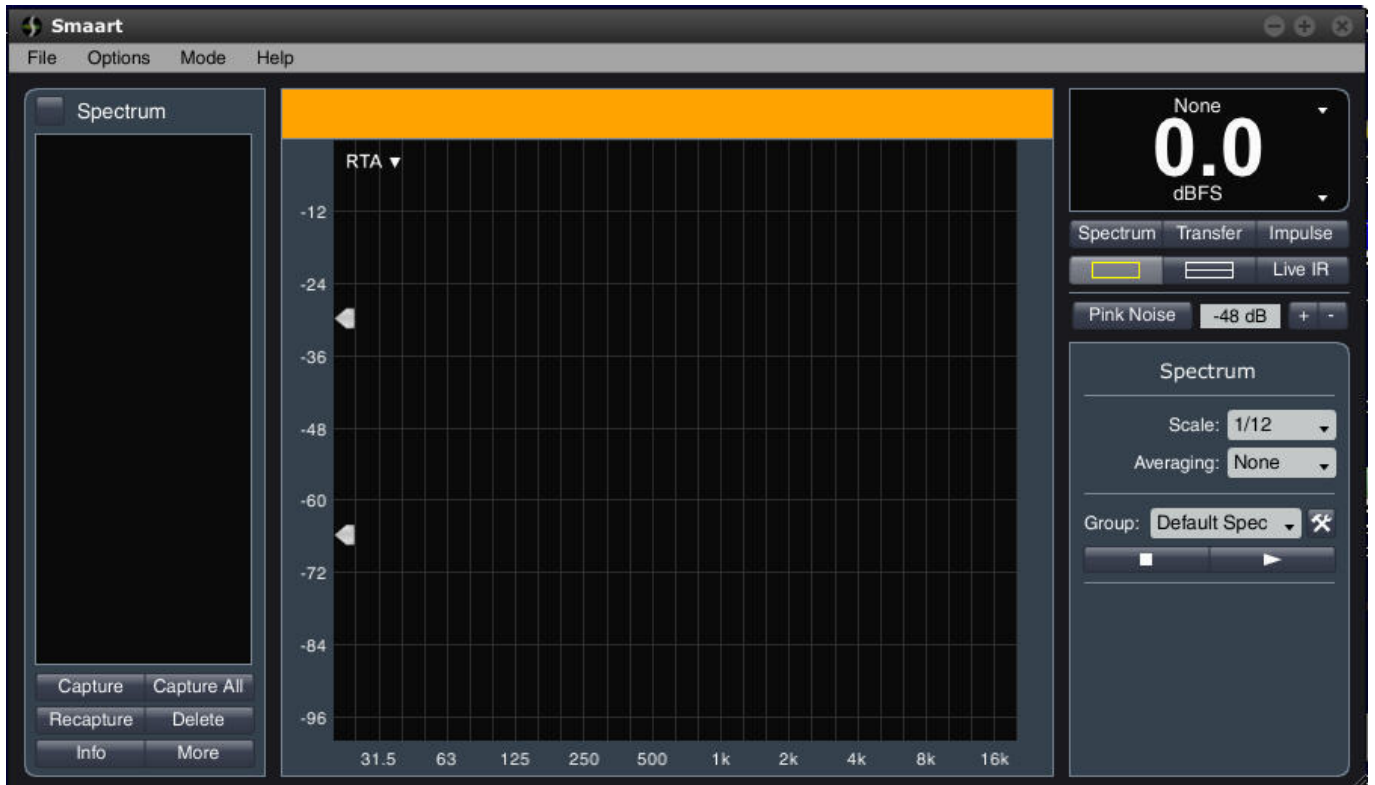 Smaart
File Options Mode Help
Spectrum
Capture Capture All
Recapture Delete
Info More
RTA ▼
-12
-24
-36
-48
-60
-72
-84
-96
31.5 63 125 250 500 1k 2k 4k 8k 16k
None
0.0
dBFS
Spectrum Transfer Impulse
Live IR
Pink Noise -48 dB + -
Spectrum
Scale: 1/12
Averaging: None
Group: Default Spec